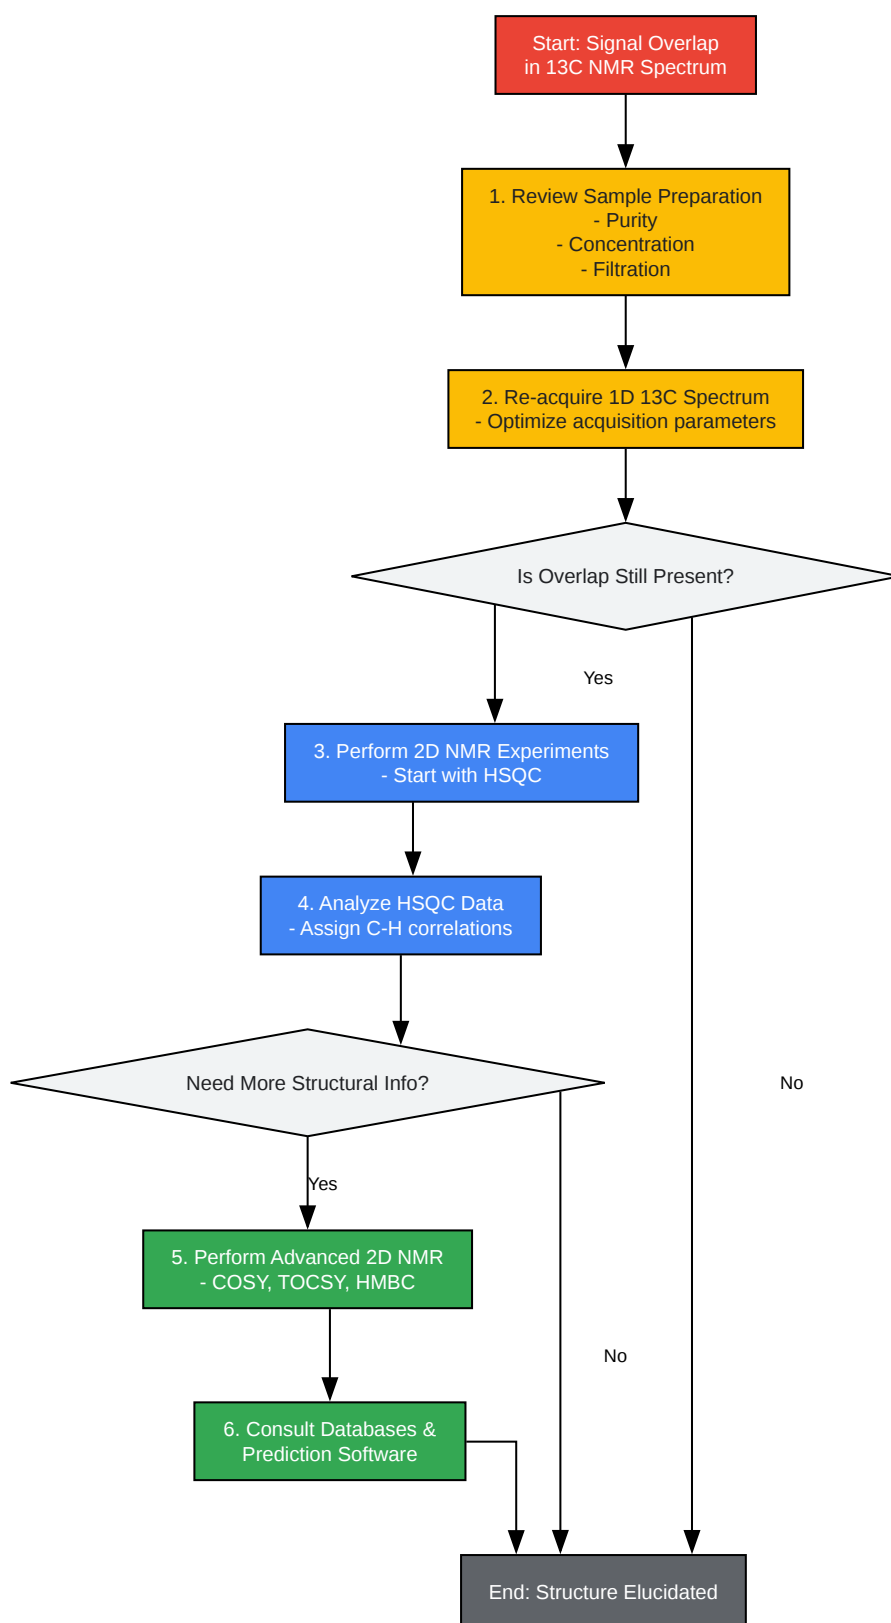 Start: Signal Overlap
in 13C NMR Spectrum
1. Review Sample Preparation
- Purity
- Concentration
- Filtration
2. Re-acquire 1D 13C Spectrum
- Optimize acquisition parameters
Is Overlap Still Present?
Yes
3. Perform 2D NMR Experiments
- Start with HSQC
4. Analyze HSQC Data
- Assign C-H correlations
Need More Structural Info?
No
Yes
5. Perform Advanced 2D NMR
- COSY, TOCSY, HMBC
No
6. Consult Databases &
Prediction Software
End: Structure Elucidated